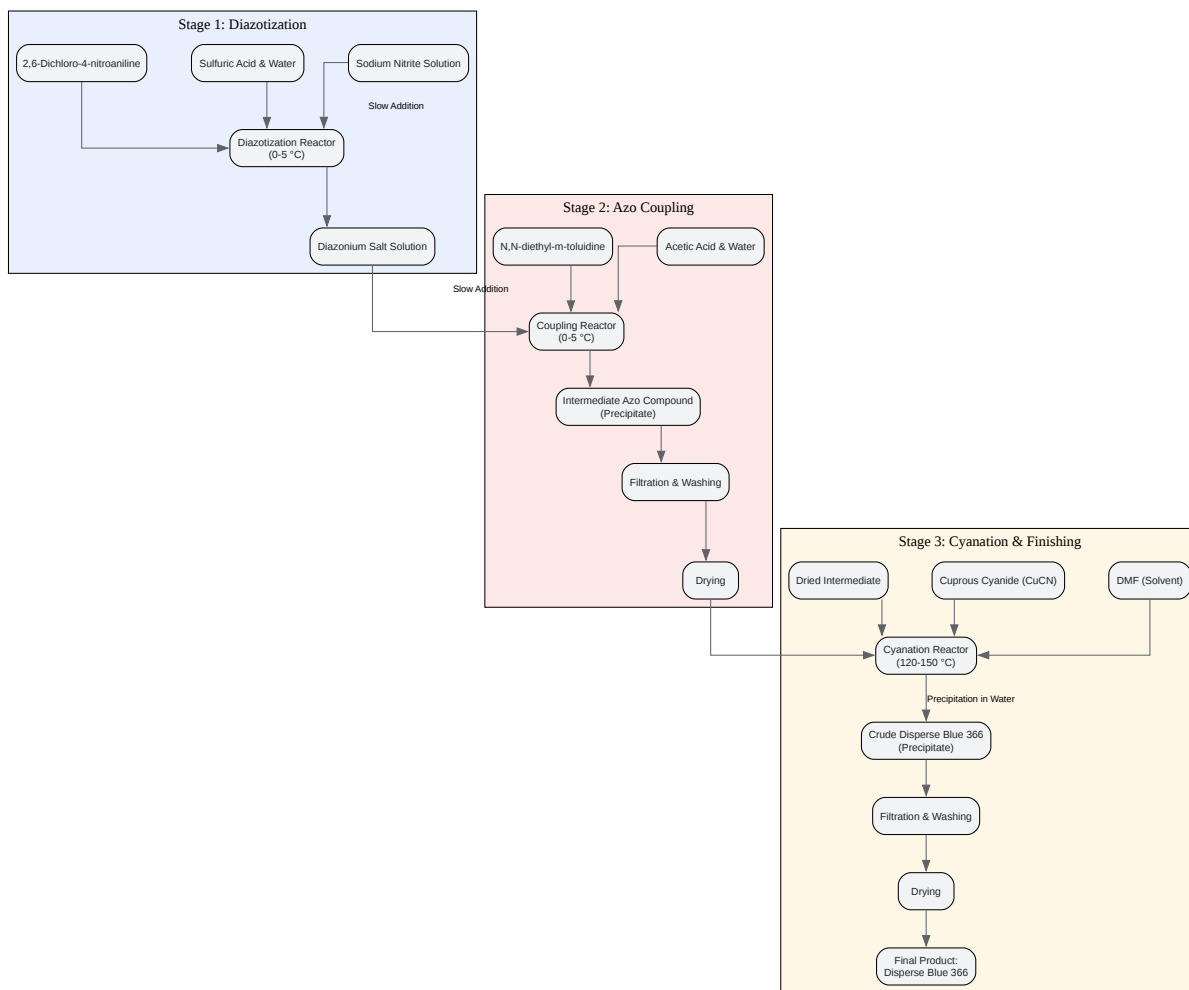 Stage 1: Diazotization
2,6-Dichloro-4-nitroaniline
Sulfuric Acid & Water
Sodium Nitrite Solution
Slow Addition
Diazotization Reactor
(0-5 °C)
Diazonium Salt Solution
Slow Addition
Stage 2: Azo Coupling
N,N-diethyl-m-toluidine
Acetic Acid & Water
Coupling Reactor
(0-5 °C)
Intermediate Azo Compound
(Precipitate)
Filtration & Washing
Drying
Stage 3: Cyanation & Finishing
Dried Intermediate
Cuprous Cyanide (CuCN)
DMF (Solvent)
Cyanation Reactor
(120-150 °C)
Precipitation in Water
Crude Disperse Blue 366
(Precipitate)
Filtration & Washing
Drying
Final Product:
Disperse Blue 366